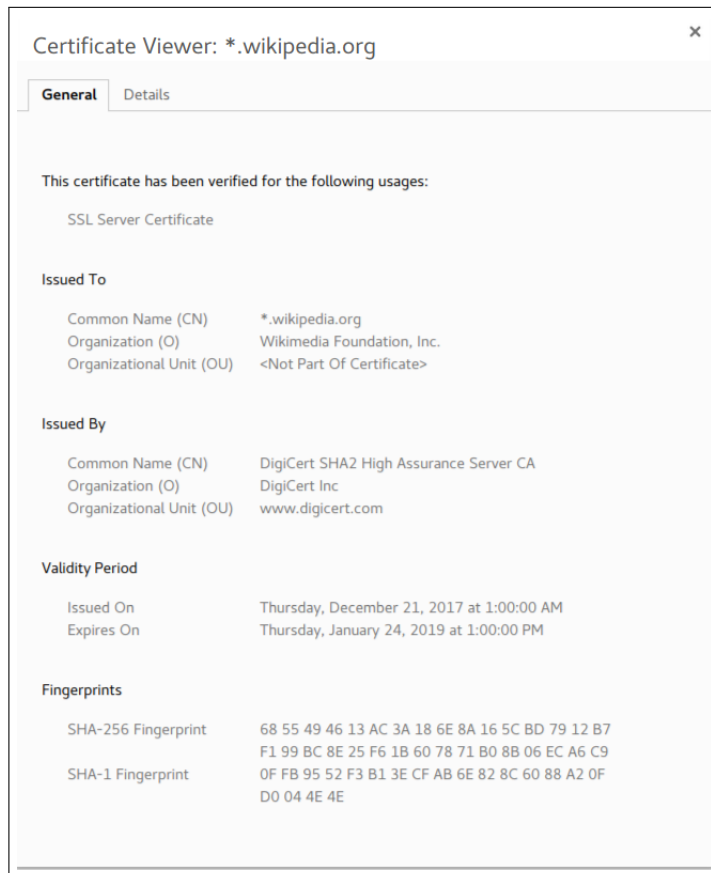 Certificate Viewer: *.wikipedia.org
×
General Details
This certificate has been verified for the following usages:
SSL Server Certificate
Issued To
Common Name (CN) *.wikipedia.org
Organization (O) Wikimedia Foundation, Inc.
Organizational Unit (OU) <Not Part Of Certificate>
Issued By
Common Name (CN) DigiCert SHA2 High Assurance Server CA
Organization (O) DigiCert Inc
Organizational Unit (OU) www.digicert.com
Validity Period
Issued On Thursday, December 21, 2017 at 1:00:00 AM
Expires On Thursday, January 24, 2019 at 1:00:00 PM
Fingerprints
SHA-256 Fingerprint 68 55 49 46 13 AC 3A 18 6E 8A 16 5C BD 79 12 B7
F1 99 BC 8E 25 F6 1B 60 78 71 B0 8B 06 EC A6 C9
SHA-1 Fingerprint 0F FB 95 52 F3 B1 3E CF AB 6E 82 8C 60 88 A2 0F
D0 04 4E 4E